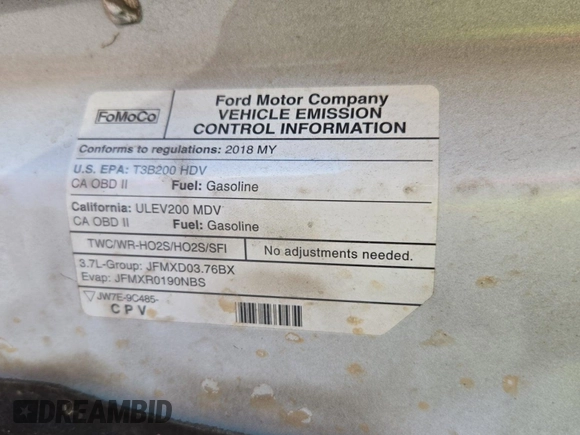 FoMoCo
Ford Motor Company
VEHICLE EMISSION
CONTROL INFORMATION
Conforms to regulations: 2018 MY
U.S. EPA: T3B200 HDV
CA OBD II Fuel: Gasoline
California: ULEV200 MDV
CA OBD II Fuel: Gasoline
TWC/WR-HO2S/HO2S/SFI
No adjustments needed.
3.7L-Group: JFMXD03.76BX
Evap: JFMXR0190NBS
JW7E-9C485-
C P V
DREAMBID